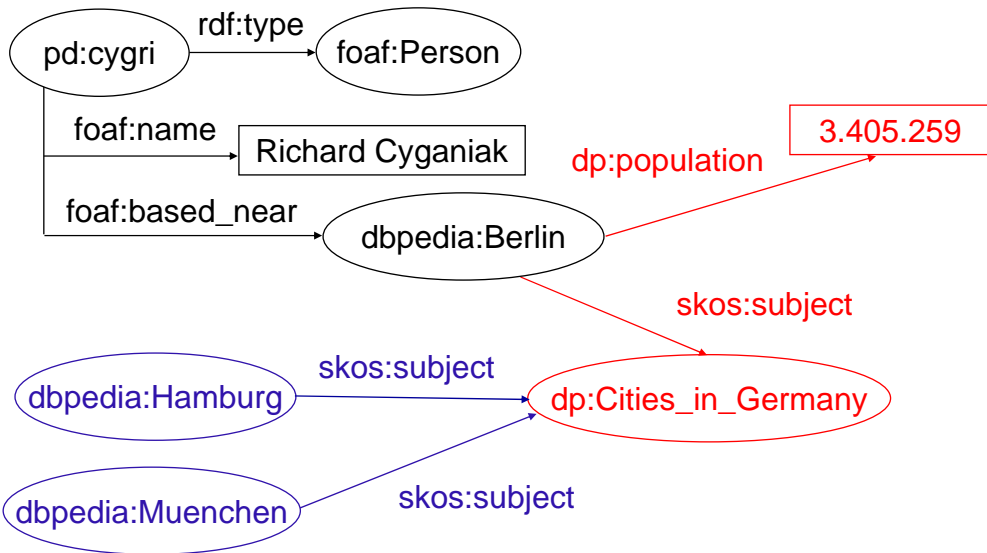 rdf:type
pd:cygri
foaf:Person
foaf:name
Richard Cyganiak
3.405.259
dp:population
foaf:based_near
dbpedia:Berlin
skos:subject
skos:subject
dbpedia:Hamburg
dp:Cities_in_Germany
skos:subject
dbpedia:Muenchen